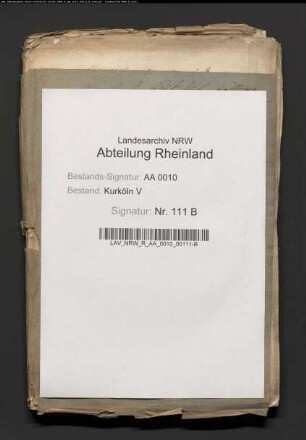 Landesarchiv NRW
Abteilung Rheinland
Bestands-Signatur: AA 0010
Bestand: Kurköln V
Signatur: Nr. 111 B
LAV_NRW_R_AA_0010_00111-B